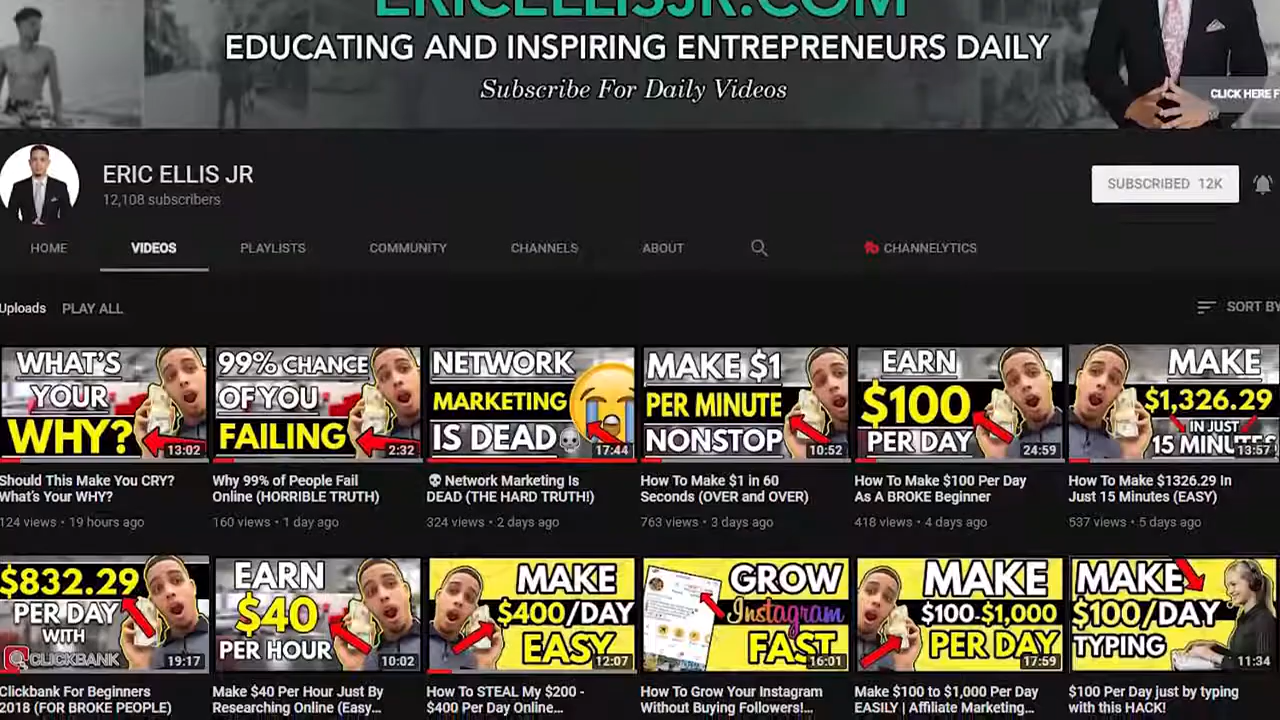 ERICELLISJR.COM
EDUCATING AND INSPIRING ENTREPRENEURS DAILY
Subscribe For Daily Videos
CLICK HERE F
ERIC ELLIS JR
12,108 subscribers
SUBSCRIBED 12K
HOME VIDEOS PLAYLISTS COMMUNITY CHANNELS ABOUT CHANNELYTICS
Uploads PLAY ALL SORT BY
WHAT'S
YOUR
WHY?
13:02
99% CHANCE
OF YOU
FAILING
2:32
NETWORK
MARKETING
IS DEAD
17:44
MAKE $1
PER MINUTE
NONSTOP
10:52
EARN
$100
PER DAY
24:59
MAKE
$1,326.29
IN JUST
15 MINUTES
13:57
Should This Make You CRY?
What's Your WHY?
124 views • 19 hours ago
Why 99% of People Fail
Online (HORRIBLE TRUTH)
160 views • 1 day ago
💀 Network Marketing Is
DEAD (THE HARD TRUTH!)
324 views • 2 days ago
How To Make $1 in 60
Seconds (OVER and OVER)
763 views • 3 days ago
How To Make $100 Per Day
As A BROKE Beginner
418 views • 4 days ago
How To Make $1326.29 In
Just 15 Minutes (EASY)
537 views • 5 days ago
$832.29
PER DAY
WITH
CLICKBANK
19:17
EARN
$40
PER HOUR
10:02
MAKE
$400/DAY
EASY
12:07
GROW
Instagram
FAST
16:01
MAKE
$100-$1,000
PER DAY
17:59
MAKE
$100/DAY
TYPING
11:34
Clickbank For Beginners
2018 (FOR BROKE PEOPLE)
Make $40 Per Hour Just By
Researching Online (Easy...
How To STEAL My $200 -
$400 Per Day Online...
How To Grow Your Instagram
Without Buying Followers!...
Make $100 to $1,000 Per Day
EASILY | Affiliate Marketing...
$100 Per Day just by typing
with this HACK!